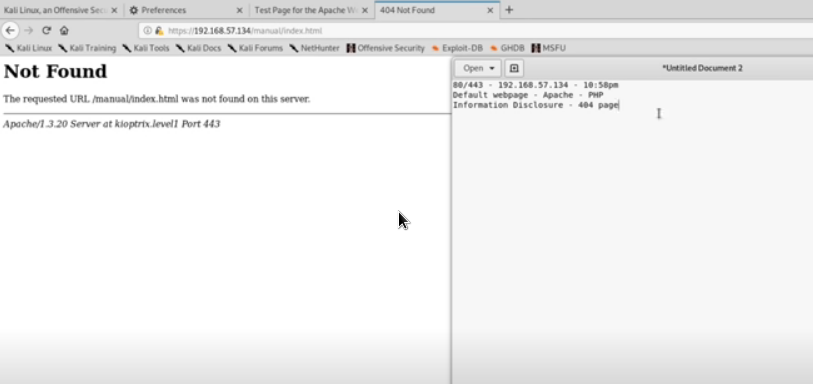 Kali Linux, an Offensive Sec
Preferences
Test Page for the Apache W
404 Not Found
https://192.168.57.134/manual/index.html
Kali Linux Kali Training Kali Tools Kali Docs Kali Forums NetHunter Offensive Security Exploit-DB GHDB MSFU
Not Found
The requested URL /manual/index.html was not found on this server.
Apache/1.3.20 Server at kioptrix.level1 Port 443
Open
*Untitled Document 2
80/443 - 192.168.57.134 - 10:58pm
Default webpage - Apache - PHP
Information Disclosure - 404 page